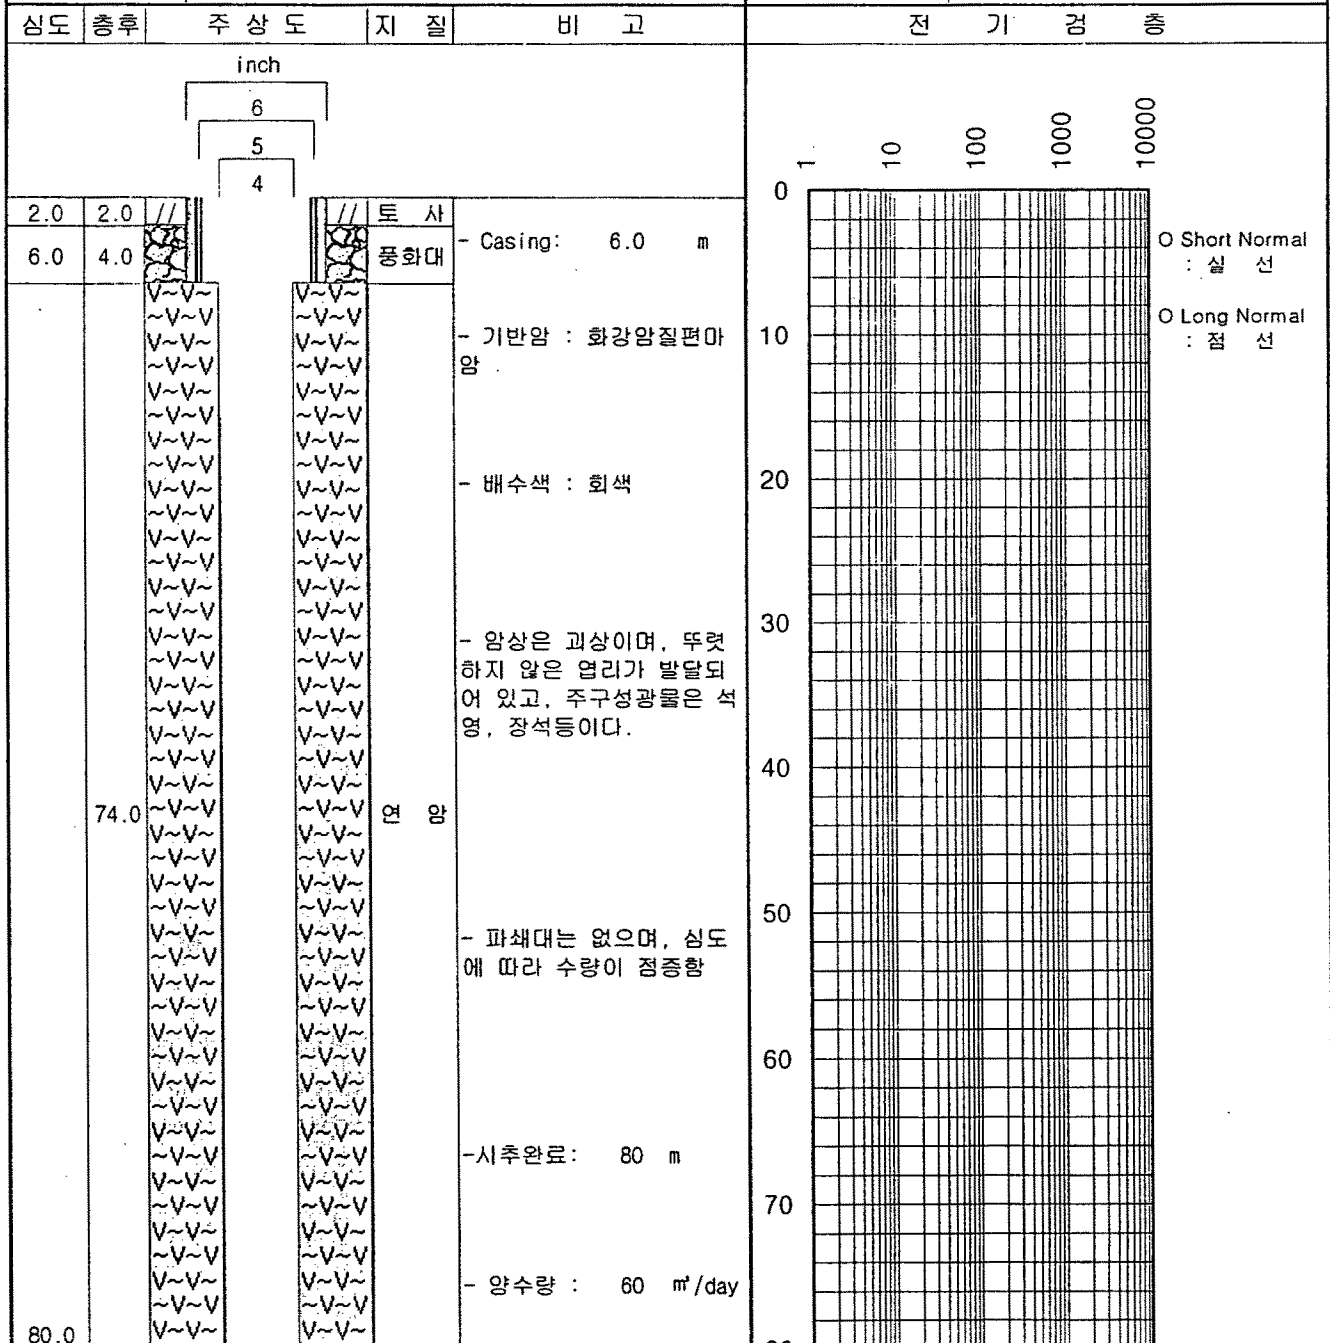 심도 층후 주 상 도 지 질 비 고 전 기 검 층
inch
6
5
4
1 10 100 1000 10000
0
2.0 2.0 토 사
6.0 4.0 풍화대
- Casing: 6.0 m
O Short Normal
: 실 선
O Long Normal
: 점 선
10
- 기반암 : 화강암질편마
암
20
- 배수색 : 회색
30
- 암상은 괴상이며, 뚜렷
하지 않은 엽리가 발달되
어 있고, 주구성광물은 석
영, 장석등이다.
40
74.0 연 암
50
- 파쇄대는 없으며, 심도
에 따라 수량이 점증함
60
-시추완료: 80 m
70
- 양수량 : 60 ㎥/day
80.0